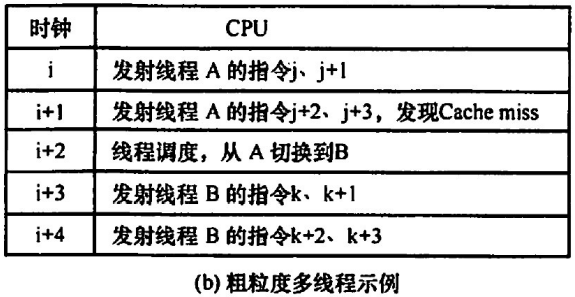 时钟 CPU
i 发射线程 A 的指令j、j+1
i+1 发射线程 A 的指令j+2、j+3，发现Cache miss
i+2 线程调度，从 A 切换到B
i+3 发射线程 B 的指令k、k+1
i+4 发射线程 B 的指令k+2、k+3
(b) 粗粒度多线程示例